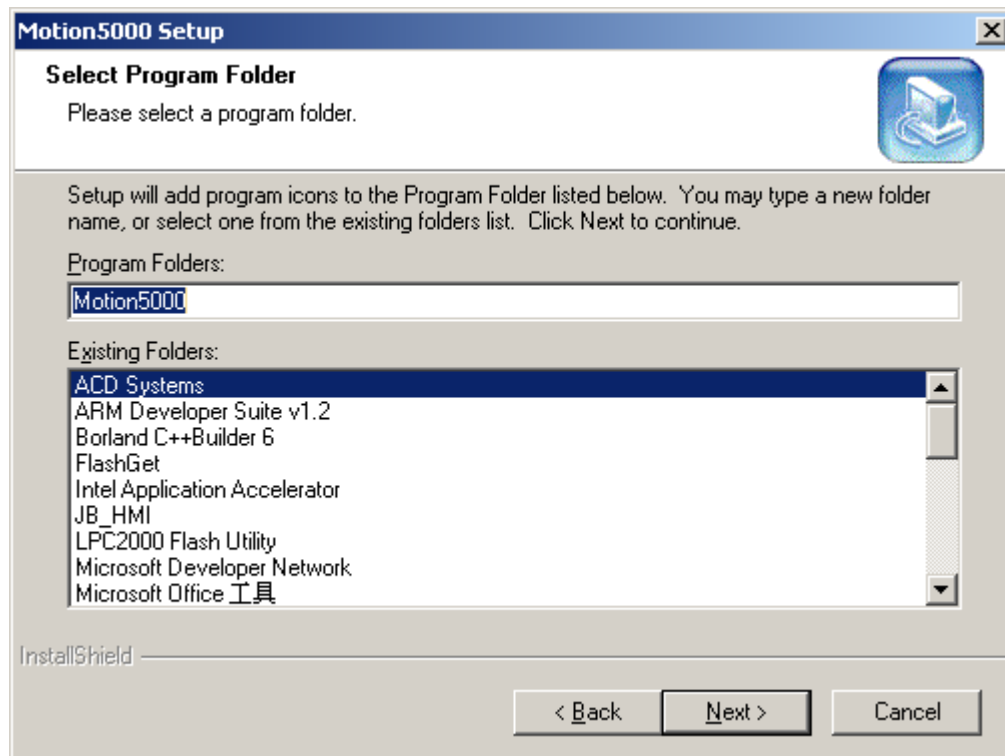 Motion5000 Setup
Select Program Folder
Please select a program folder.
Setup will add program icons to the Program Folder listed below.  You may type a new folder
name, or select one from the existing folders list.  Click Next to continue.
Program Folders:
Motion5000
Existing Folders:
ACD Systems
ARM Developer Suite v1.2
Borland C++Builder 6
FlashGet
Intel Application Accelerator
JB_HMI
LPC2000 Flash Utility
Microsoft Developer Network
Microsoft Office 工具
InstallShield
< Back
Next >
Cancel